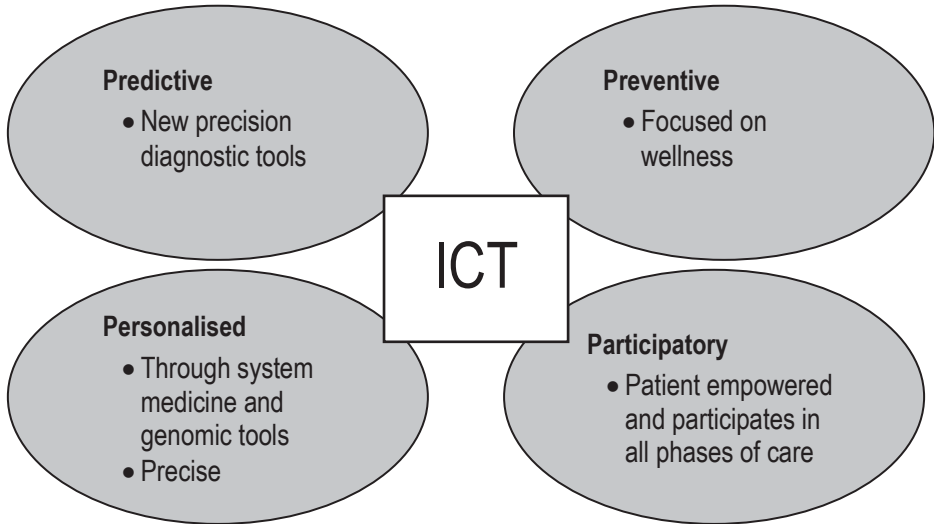 Predictive
• New precision
diagnostic tools
Preventive
• Focused on
wellness
ICT
Personalised
• Through system
medicine and
genomic tools
• Precise
Participatory
• Patient empowered
and participates in
all phases of care